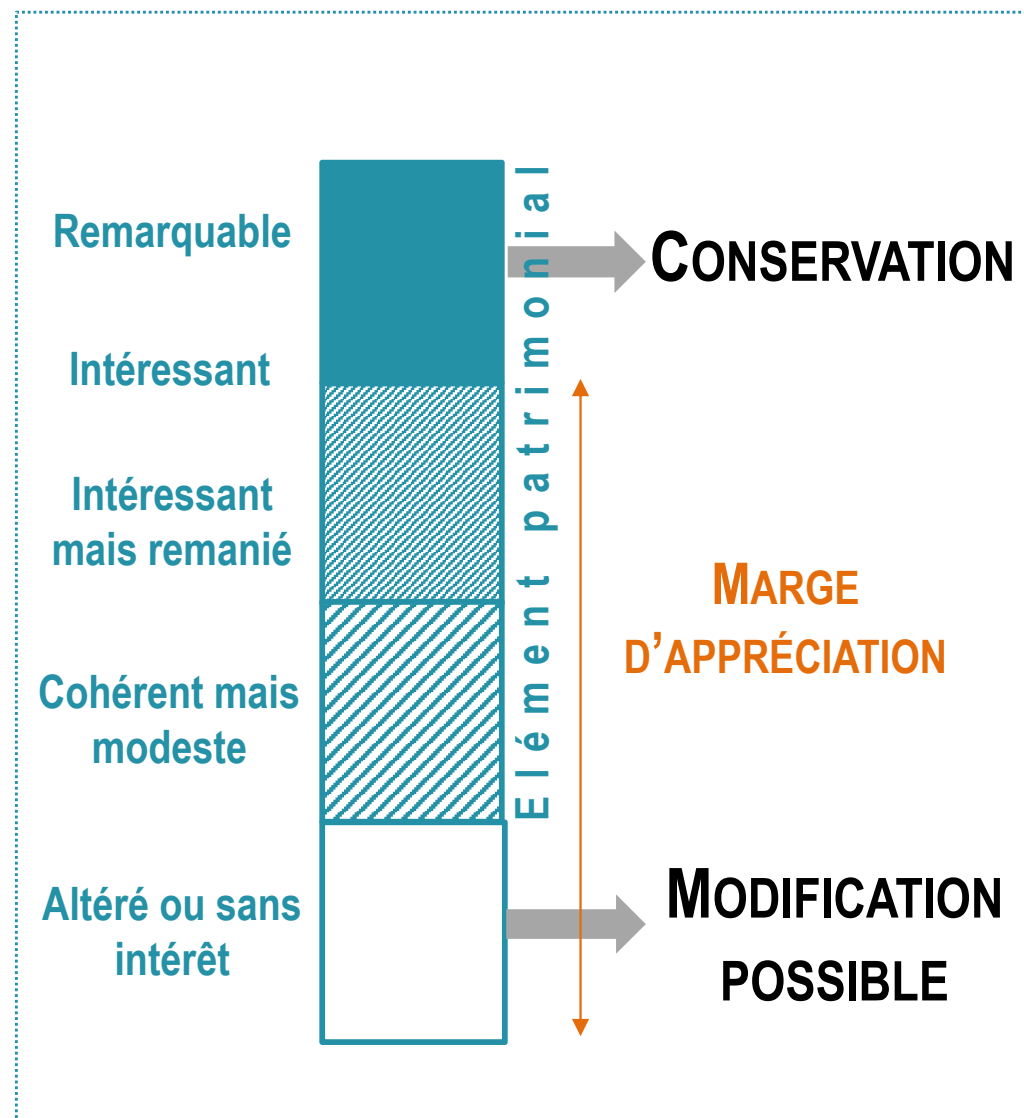 Remarquable
Intéressant
Intéressant
mais remanié
Cohérent mais
modeste
Altéré ou sans
intérêt
Elément patrimonial
CONSERVATION
MARGE
D’APPRÉCIATION
MODIFICATION
POSSIBLE